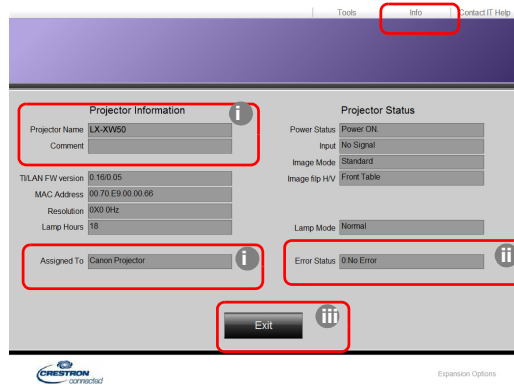 Tools Info Contact IT Help
Projector Information
i
Projector Name LX-XW50
Comment
TI/LAN FW version 0.16/0.05
MAC Address 00.70.E9.00.00.66
Resolution 0X0 0Hz
Lamp Hours 18
Assigned To Canon Projector
i
Projector Status
Power Status Power ON.
Input No Signal
Image Mode Standard
Image filp H/V Front Table
Lamp Mode Normal
Error Status 0:No Error
ii
Exit
iii
CRESTRON
connected
Expansion Options